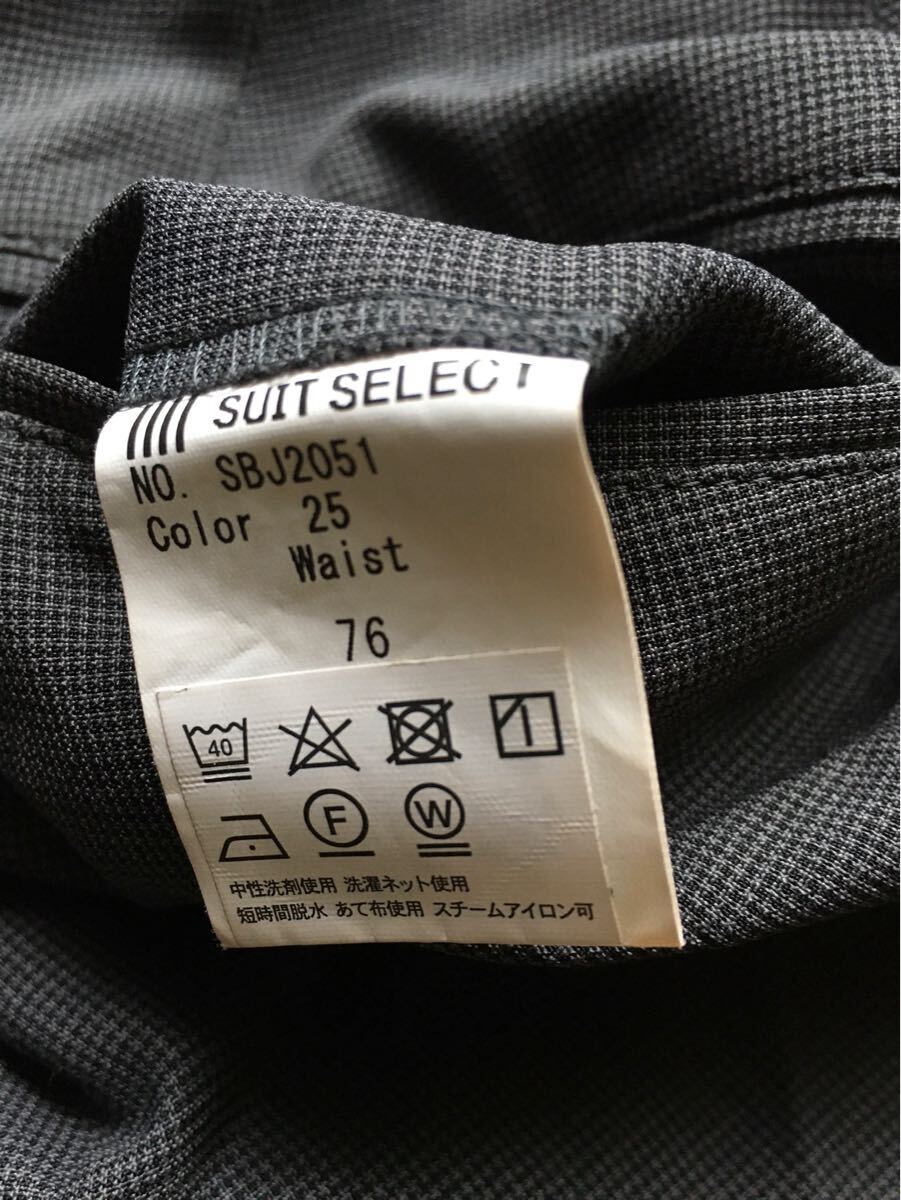 SUIT SELECT
NO. SBJ2051
Color 25
Waist
76
40
F
W
中性洗剤使用 洗濯ネット使用
短時間脱水 あて布使用 スチームアイロン可